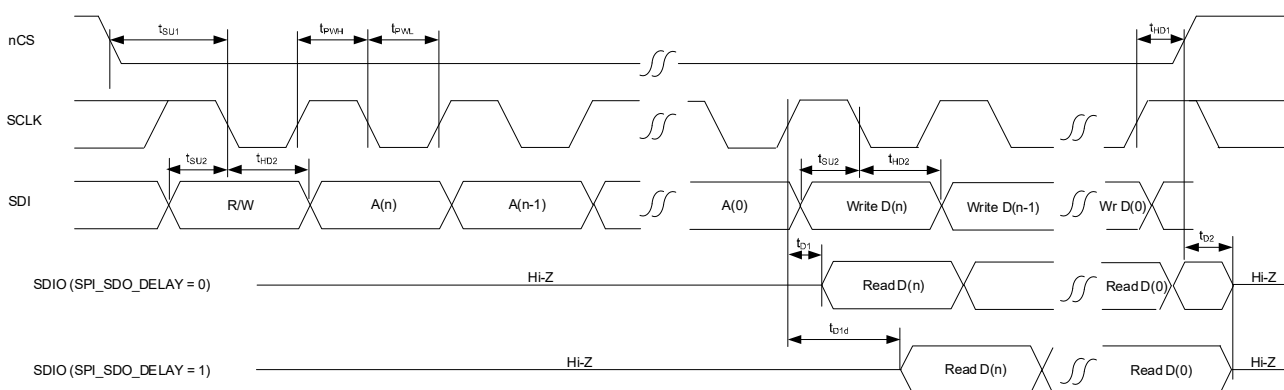 nCS
tSU1
tPWH
tPWL
tHD1
SCLK
tSU2
tHD2
tSU2
tHD2
SDI
R/W
A(n)
A(n-1)
A(0)
Write D(n)
Write D(n-1)
Wr D(0)
tD1
tD2
SDIO (SPI_SDO_DELAY = 0)
Hi-Z
Read D(n)
Read D(0)
Hi-Z
tD1d
SDIO (SPI_SDO_DELAY = 1)
Hi-Z
Read D(n)
Read D(0)
Hi-Z